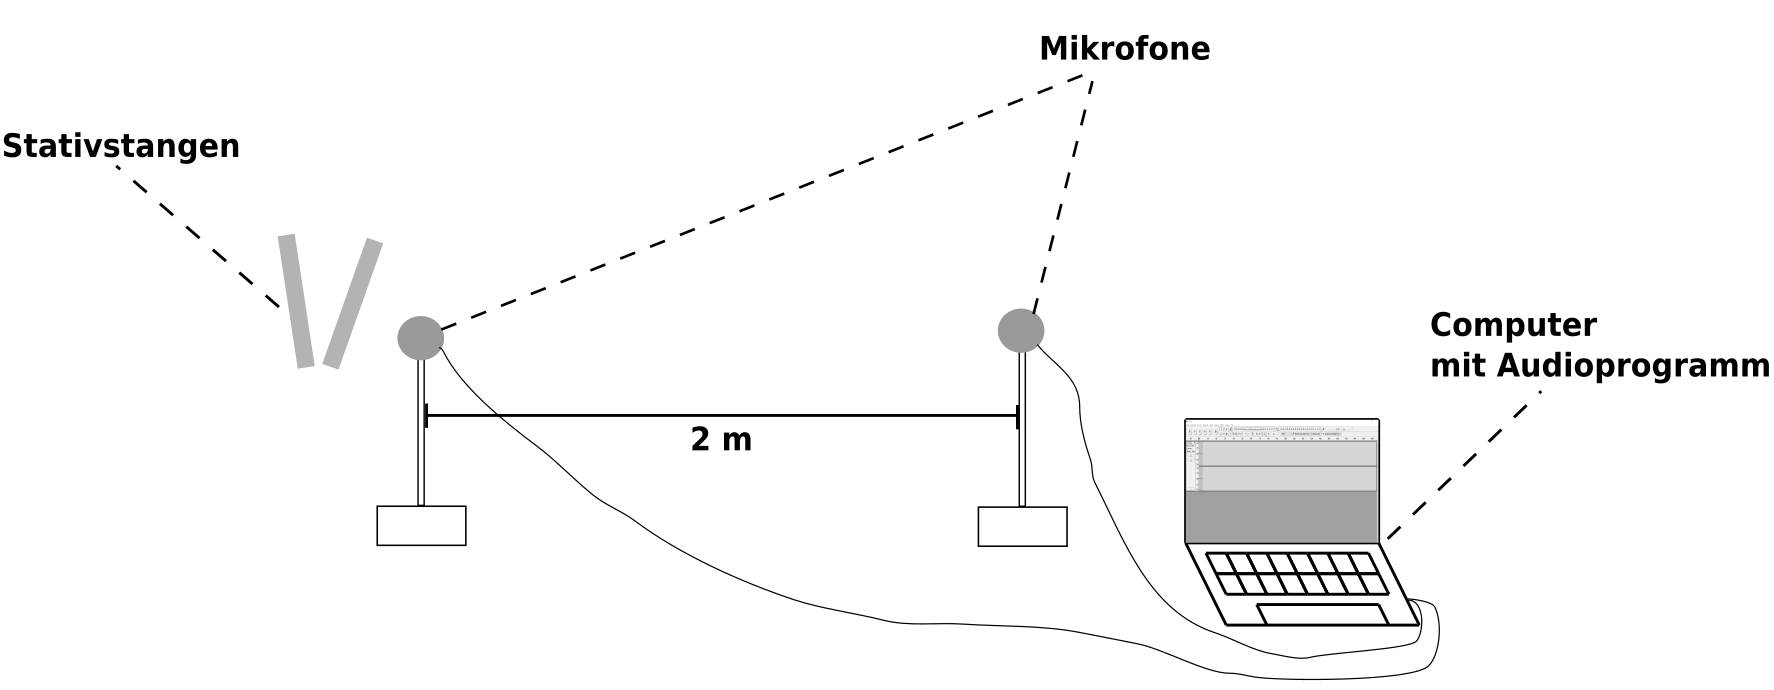 Mikrofone
Stativstangen
Computer
mit Audioprogramm
2 m